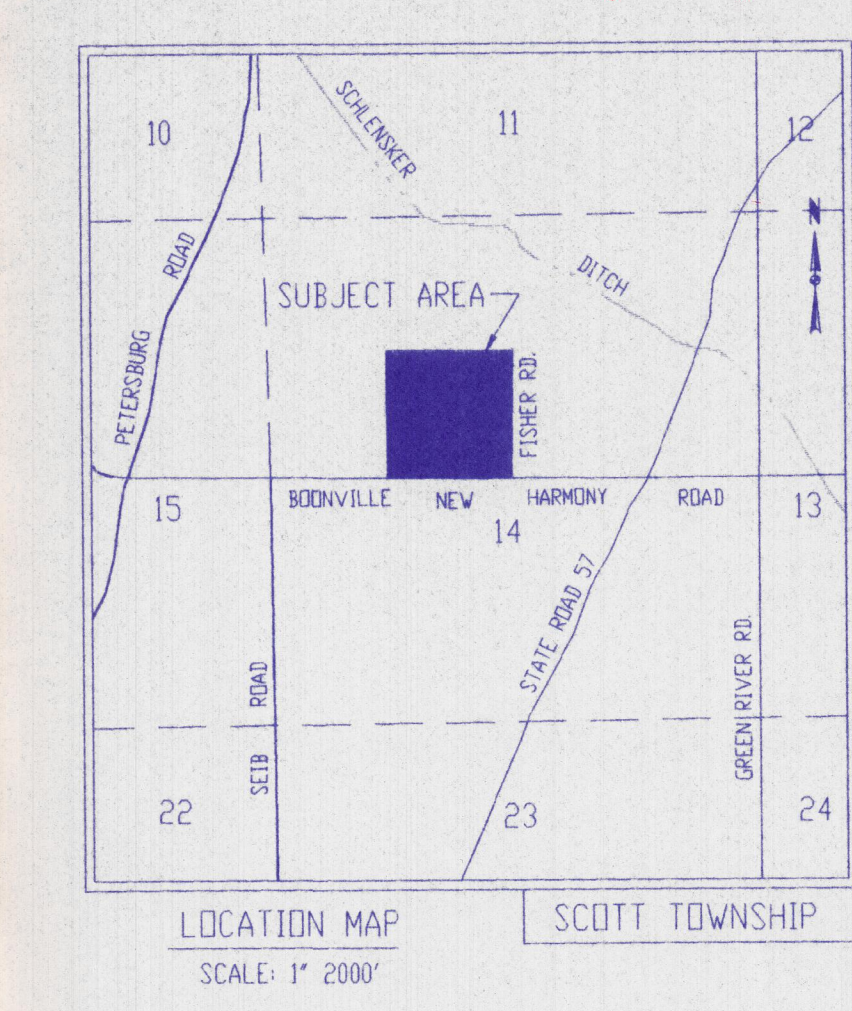 10
11
12
SCHLENSKER
N
ROAD
DITCH
SUBJECT AREA
PETERSBURG
FISHER RD.
15
BOONVILLE NEW HARMONY ROAD
13
14
STATE ROAD 57
SEIB ROAD
GREEN RIVER RD.
22
23
24
LOCATION MAP
SCALE: 1" 2000'
SCOTT TOWNSHIP